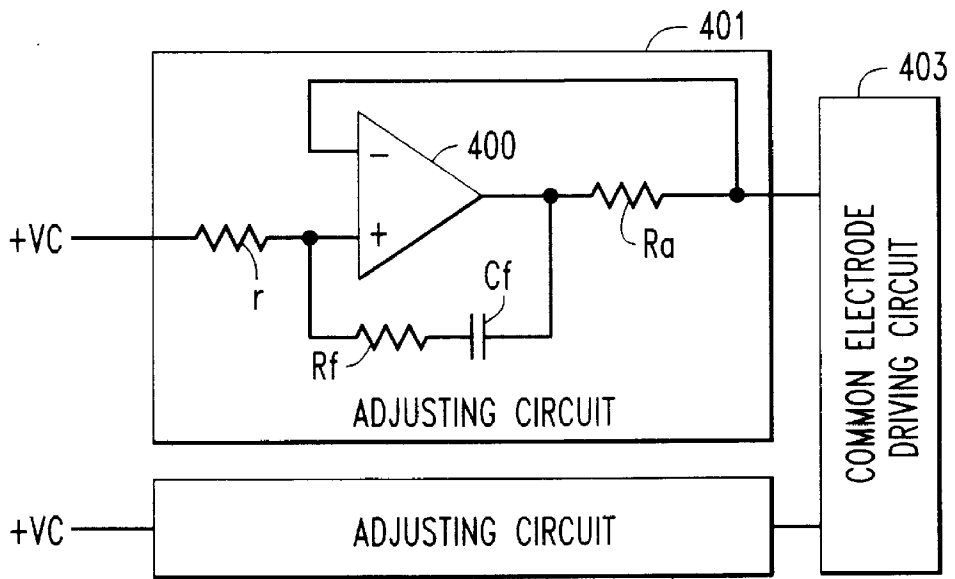 401
403
400
−
+
+VC
r
Ra
Cf
Rf
ADJUSTING CIRCUIT
COMMON ELECTRODE
DRIVING CIRCUIT
+VC
ADJUSTING CIRCUIT